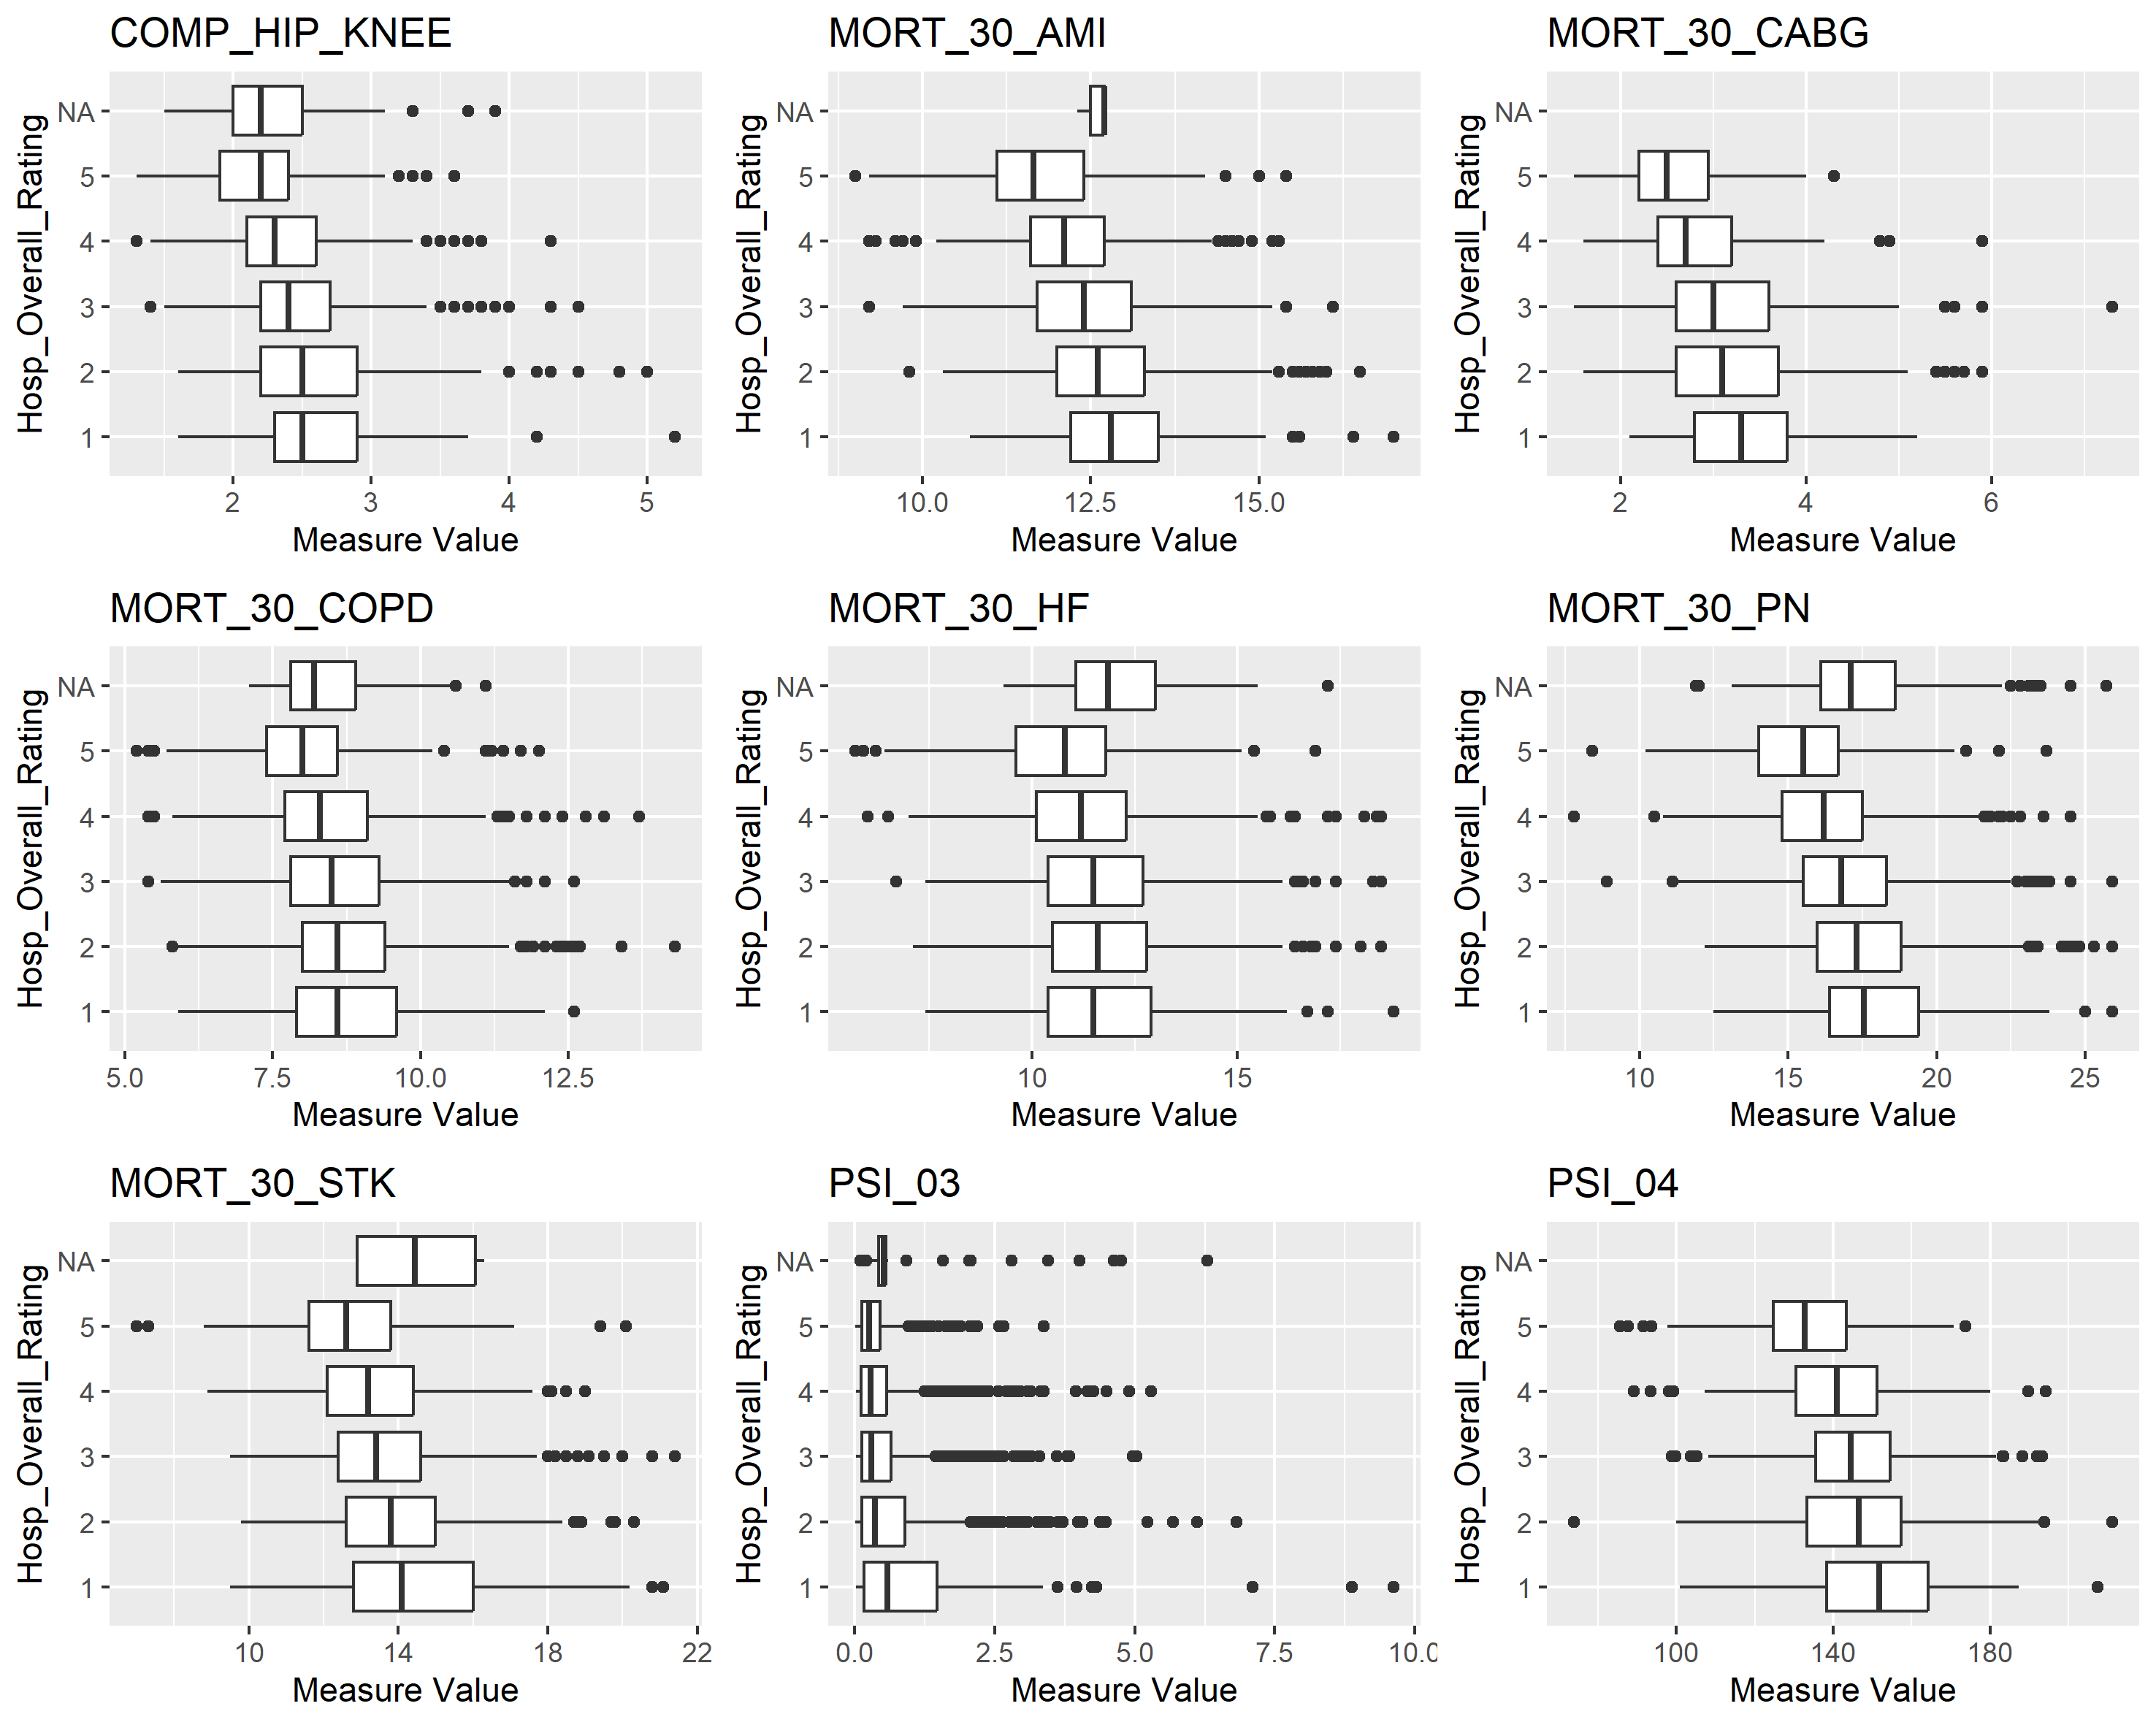 COMP_HIP_KNEE
Hosp_Overall_Rating
NA
5
4
3
2
1
2 3 4 5
Measure Value
MORT_30_AMI
Hosp_Overall_Rating
NA
5
4
3
2
1
10.0 12.5 15.0
Measure Value
MORT_30_CABG
Hosp_Overall_Rating
NA
5
4
3
2
1
2 4 6
Measure Value
MORT_30_COPD
Hosp_Overall_Rating
NA
5
4
3
2
1
5.0 7.5 10.0 12.5
Measure Value
MORT_30_HF
Hosp_Overall_Rating
NA
5
4
3
2
1
10 15
Measure Value
MORT_30_PN
Hosp_Overall_Rating
NA
5
4
3
2
1
10 15 20 25
Measure Value
MORT_30_STK
Hosp_Overall_Rating
NA
5
4
3
2
1
10 14 18 22
Measure Value
PSI_03
Hosp_Overall_Rating
NA
5
4
3
2
1
0.0 2.5 5.0 7.5 10.0
Measure Value
PSI_04
Hosp_Overall_Rating
NA
5
4
3
2
1
100 140 180
Measure Value